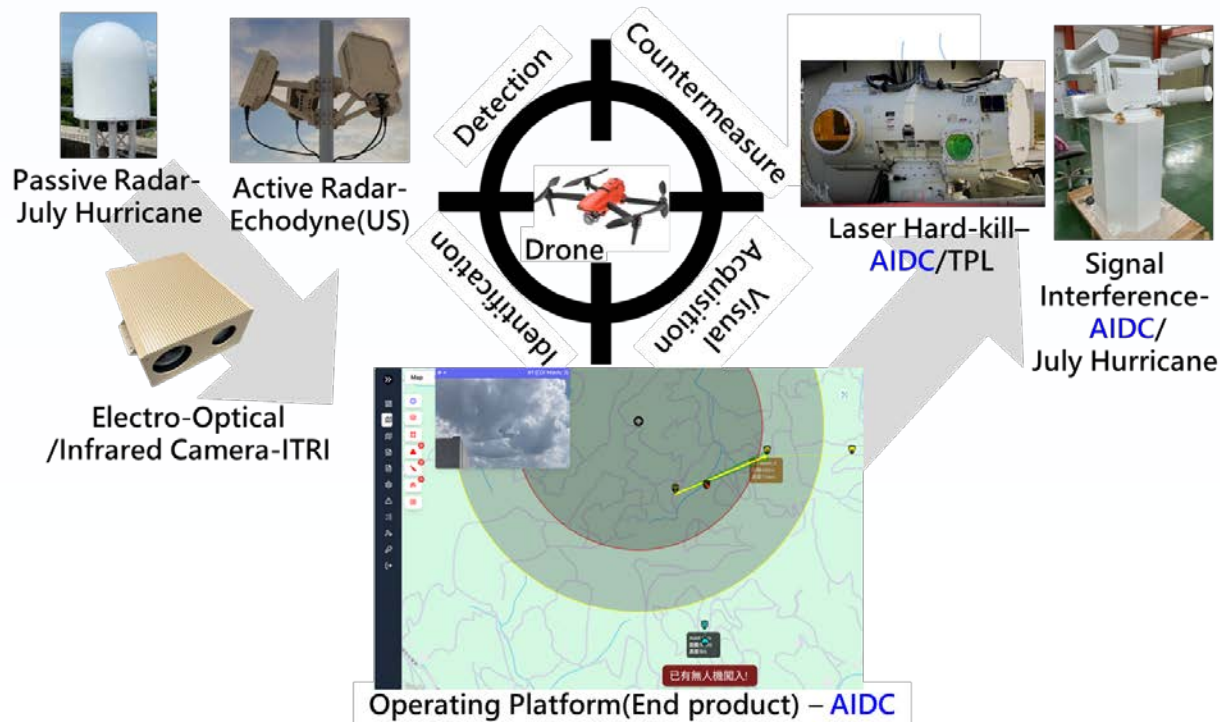 Detection
Countermeasure
Identification
Visual
Acquisition
Drone
Passive Radar-
July Hurricane
Active Radar-
Echodyne(US)
Electro-Optical
/Infrared Camera-ITRI
Laser Hard-kill–
AIDC/TPL
Signal
Interference-
AIDC/
July Hurricane
Map
已有無人機闖入!
Operating Platform(End product) – AIDC